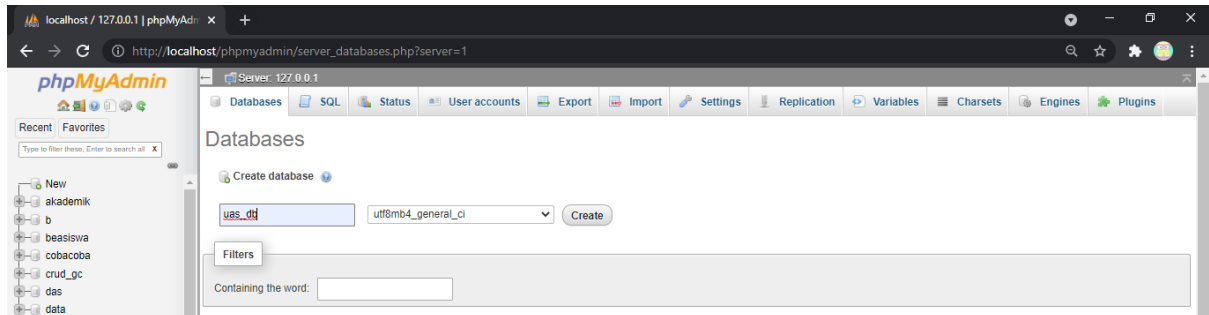 localhost / 127.0.0.1 | phpMyAdm
http://localhost/phpmyadmin/server_databases.php?server=1
phpMyAdmin
Server: 127.0.0.1
Databases SQL Status User accounts Export Import Settings Replication Variables Charsets Engines Plugins
Recent Favorites
Type to filter these, Enter to search all X
Databases
Create database
New
akademik
b
beasiswa
cobacoba
crud_gc
das
data
uas_db utf8mb4_general_ci Create
Filters
Containing the word: